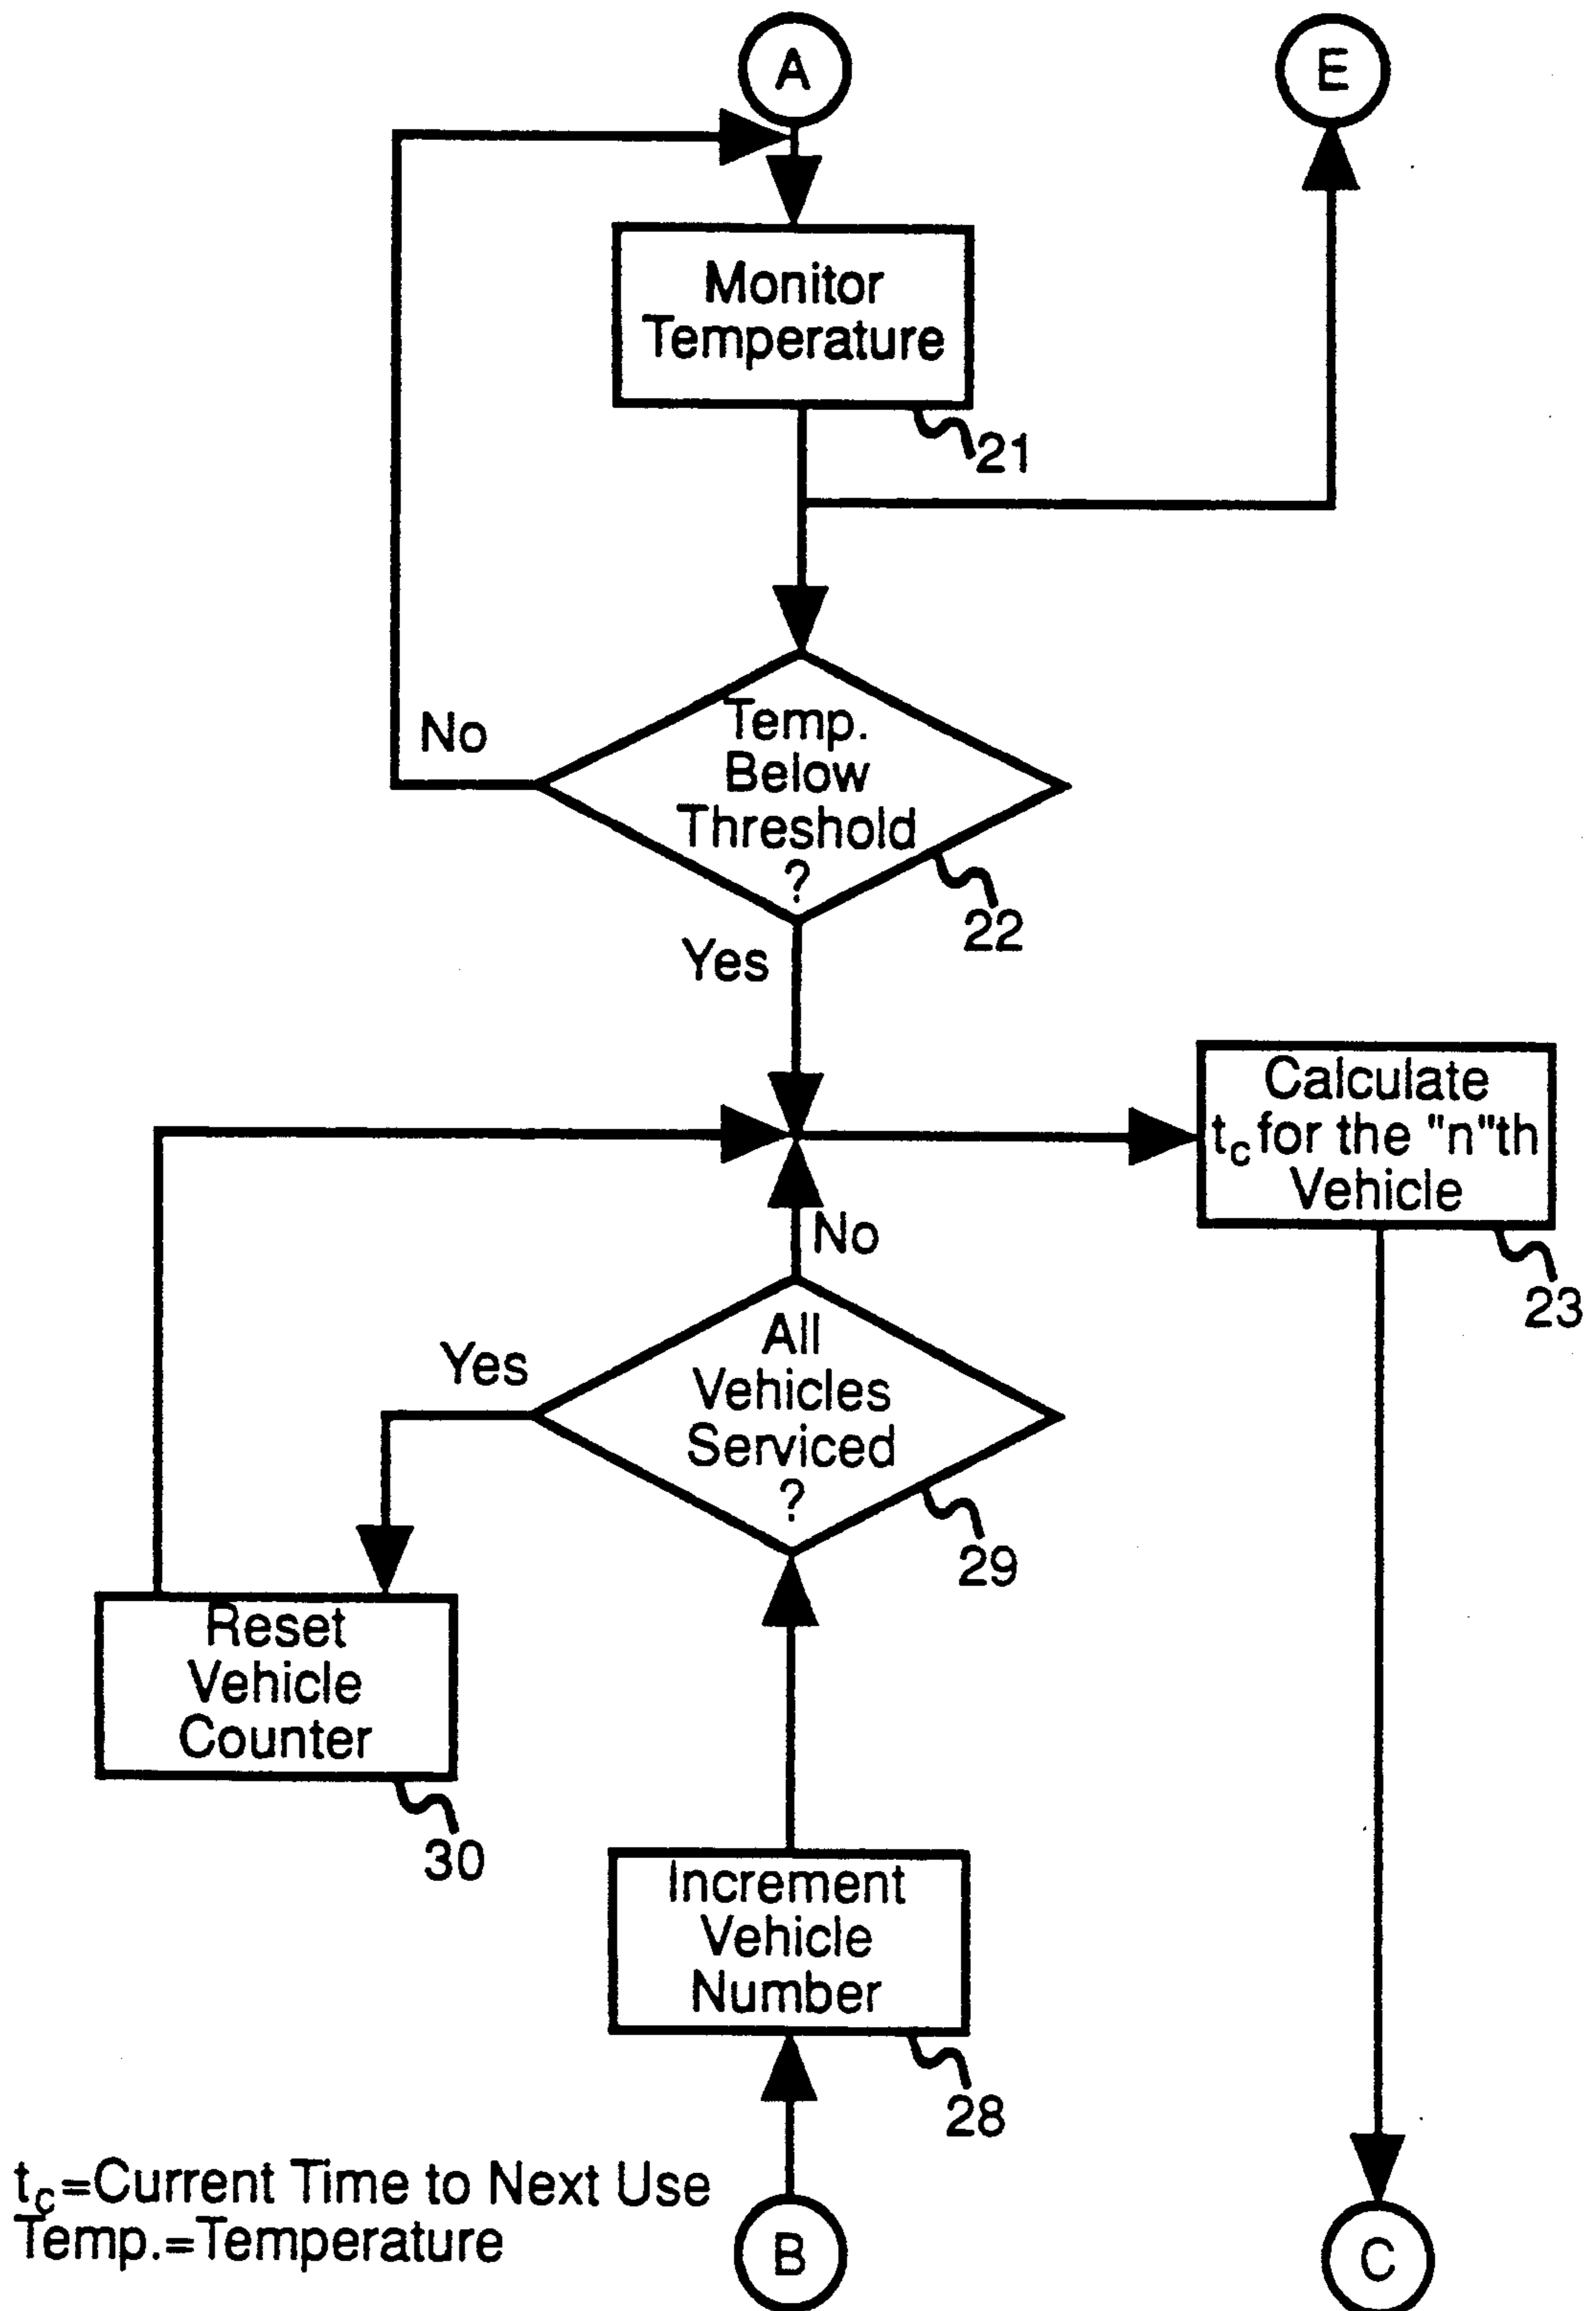 A
E
Monitor
Temperature
21
No
Temp.
Below
Threshold
?
22
Yes
Calculate
tc for the "n"th
Vehicle
23
No
All
Vehicles
Serviced
?
29
Yes
Reset
Vehicle
Counter
30
Increment
Vehicle
Number
28
tc=Current Time to Next Use
Temp.=Temperature
B
C